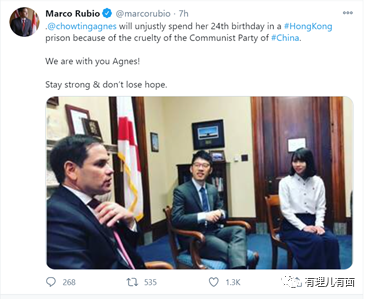 Marco Rubio @marcorubio · 7h
.@chowtingagnes will unjustly spend her 24th birthday in a #HongKong
prison because of the cruelty of the Communist Party of #China.
We are with you Agnes!
Stay strong & don't lose hope.
268 535 1.3K
有理儿有面